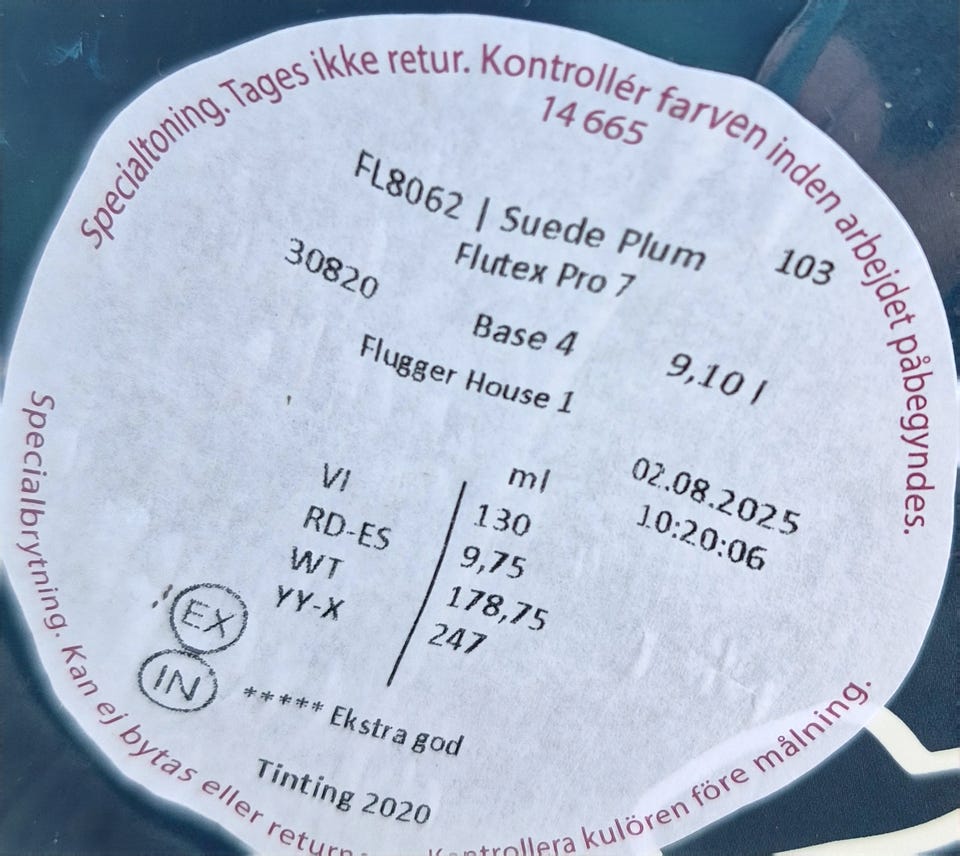 Specialtoning. Tages ikke retur. Kontrollér farven inden arbejdet påbegyndes.
14 665
FL8062 | Suede Plum 103
30820 Flutex Pro 7
Base 4 9,10 l
Flugger House 1
ml 02.08.2025
VI 130 10:20:06
RD-ES 9,75
WT 178,75
YY-X 247
EX
IN
***** Ekstra god
Tinting 2020
Specialbrytning. Kan ej bytas eller return Kontrollera kulören före målning.